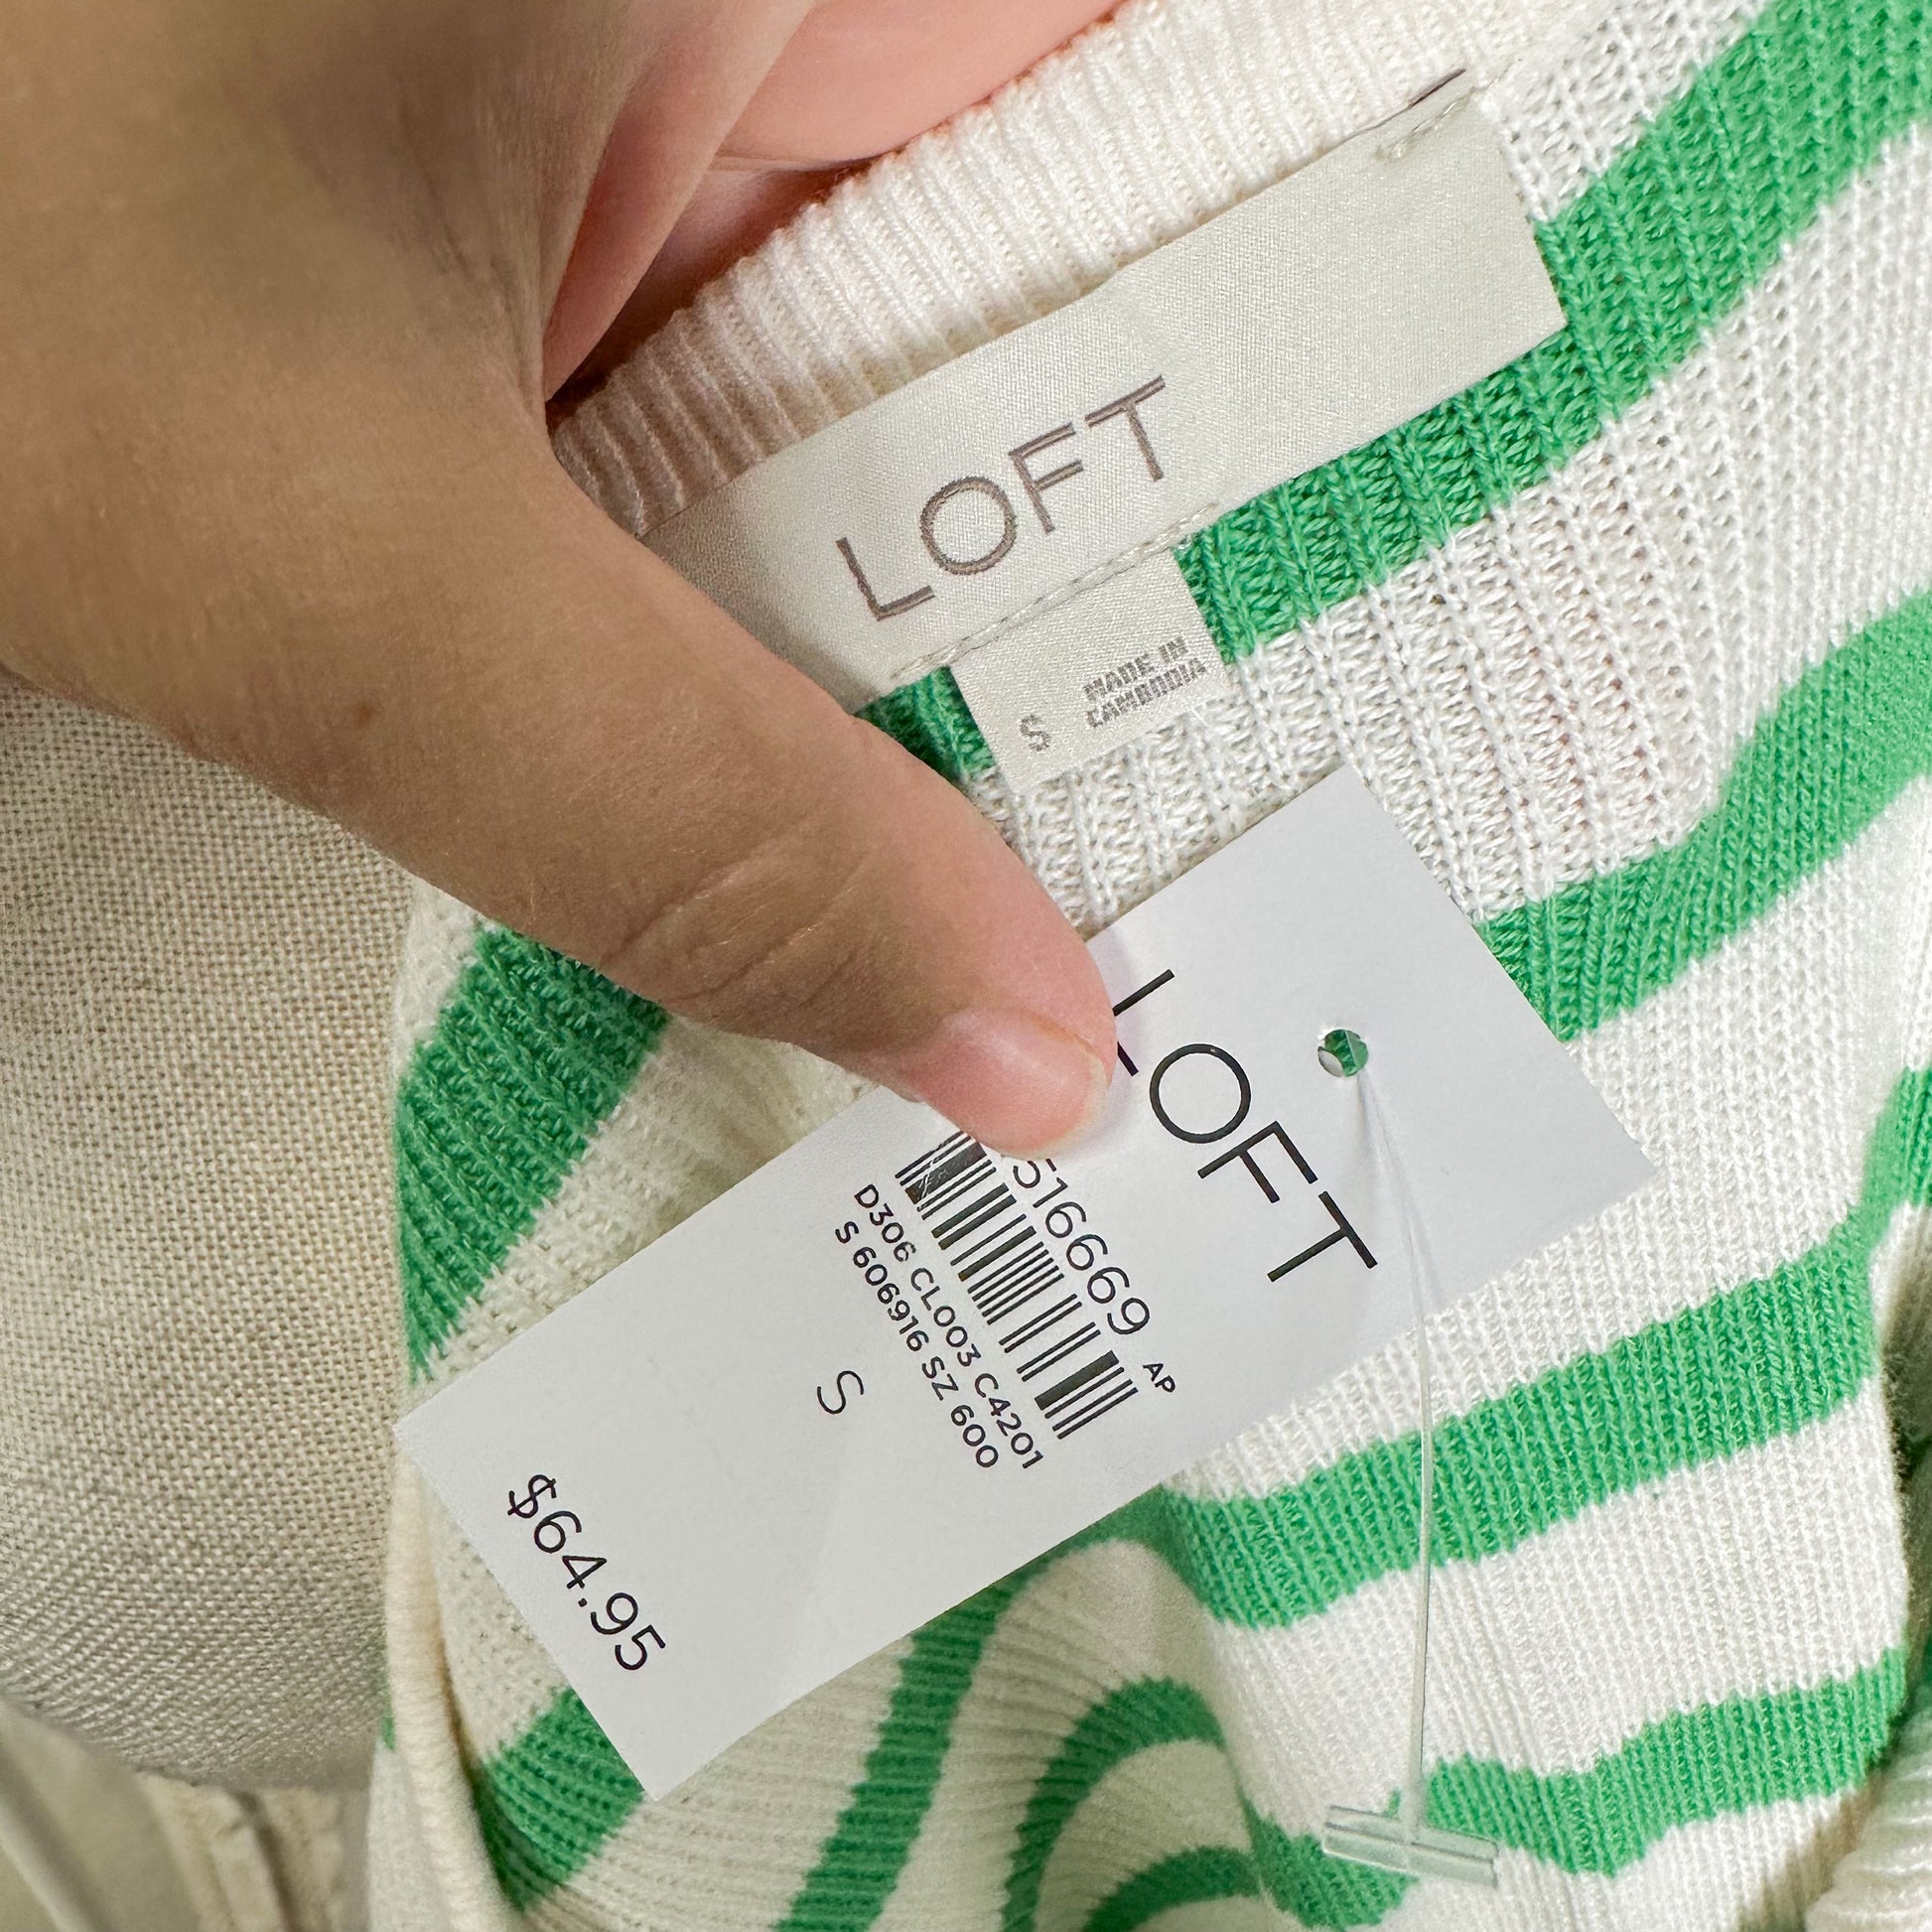 LOFT
S
MADE IN
CAMBODIA
LOFT
516669
AP
D306 CL003 C4201
S 606916 SZ 600
S
$64.95